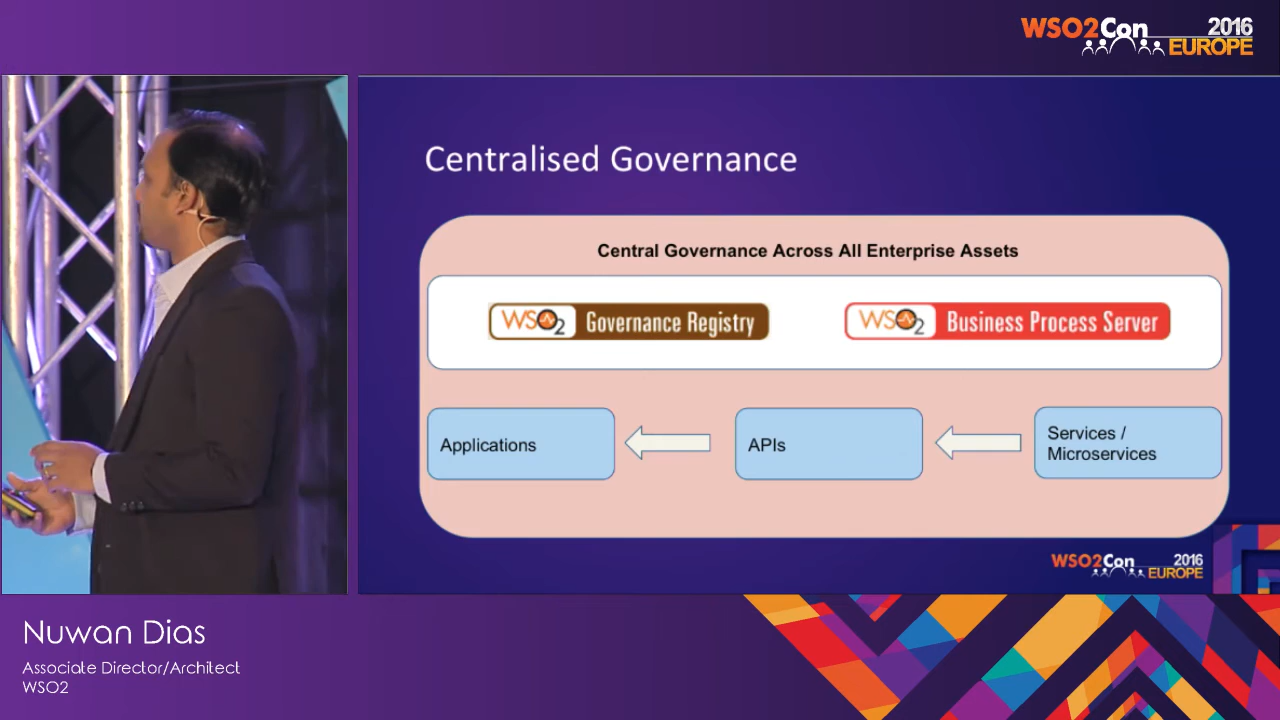 WSO2Con 2016
EUROPE
Centralised Governance
Central Governance Across All Enterprise Assets
WSO2 Governance Registry
WSO2 Business Process Server
Applications
APIs
Services /
Microservices
WSO2Con 2016
EUROPE
Nuwan Dias
Associate Director/Architect
WSO2